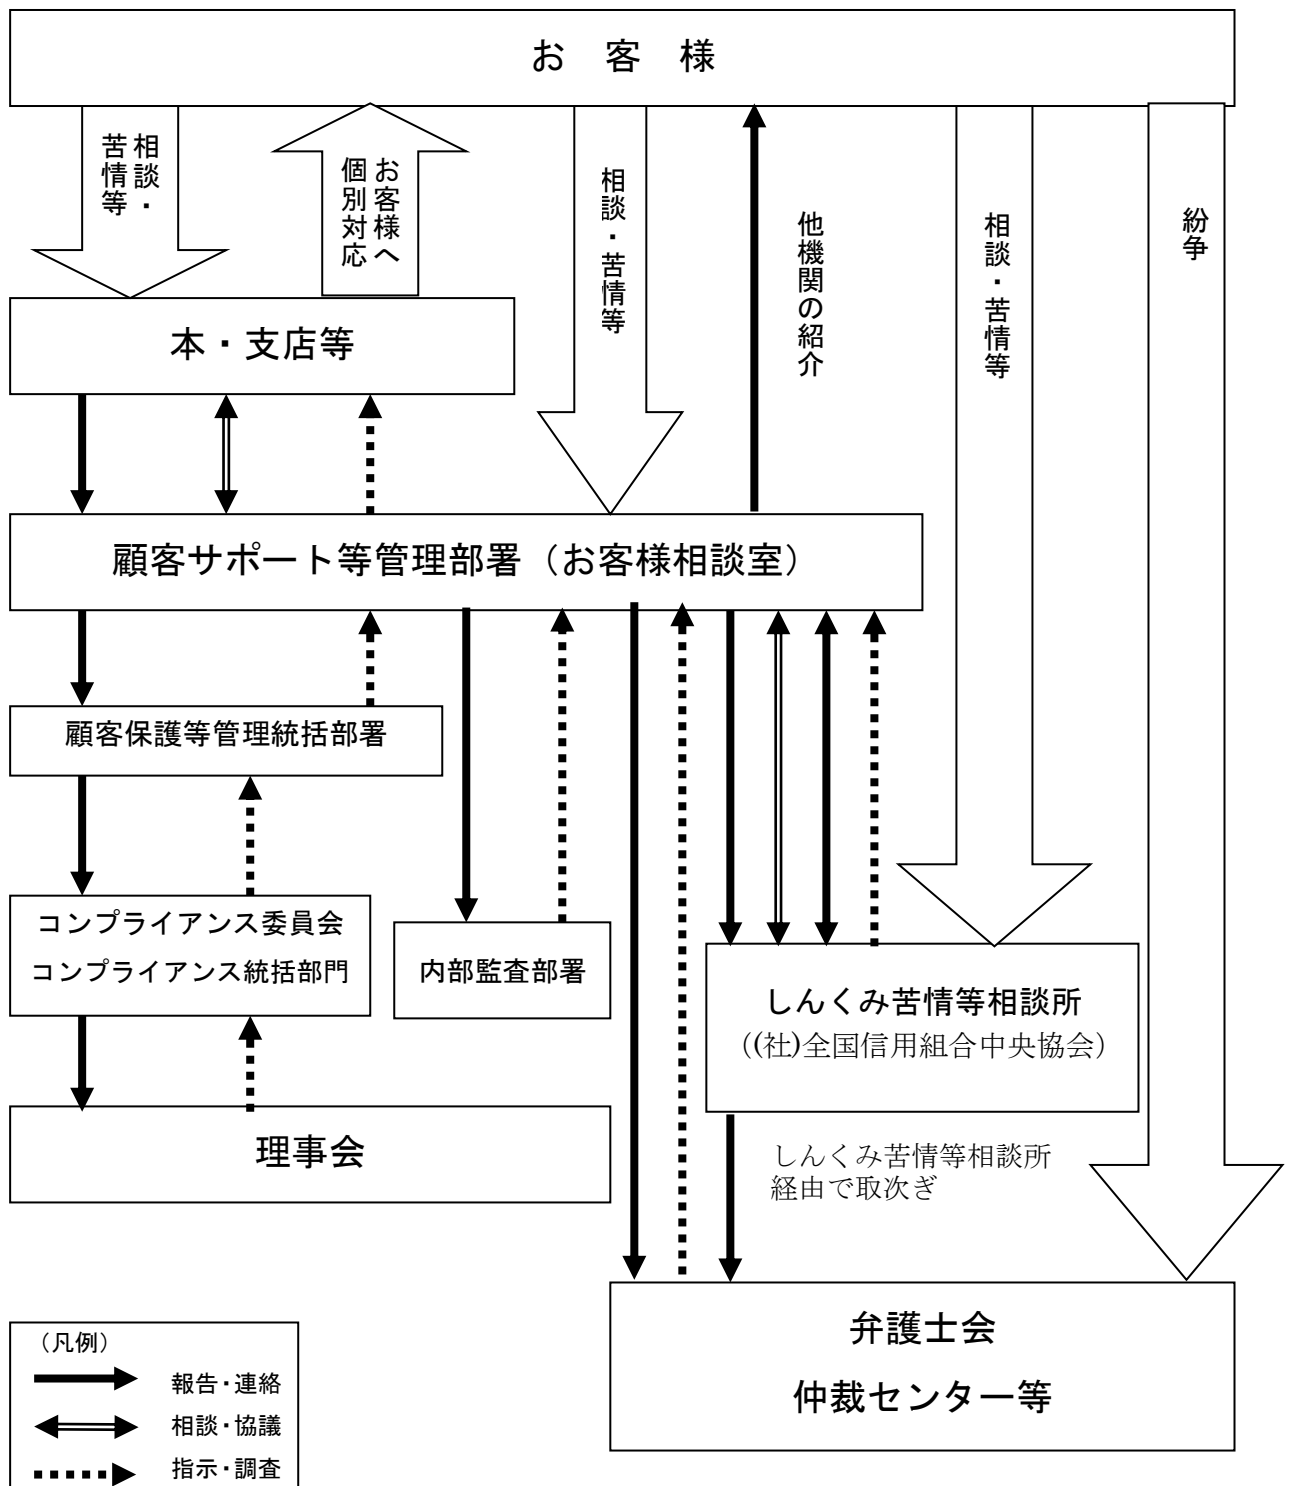 お　客　様
相談・
苦情等
お客様へ
個別対応
相談・苦情等
他機関の紹介
相談・苦情等
紛争
本・支店等
顧客サポート等管理部署（お客様相談室）
顧客保護等管理統括部署
コンプライアンス委員会
コンプライアンス統括部門
内部監査部署
しんくみ苦情等相談所
（(社)全国信用組合中央協会）
理事会
しんくみ苦情等相談所
経由で取次ぎ
弁護士会
仲裁センター等
（凡例）
報告・連絡
相談・協議
指示・調査